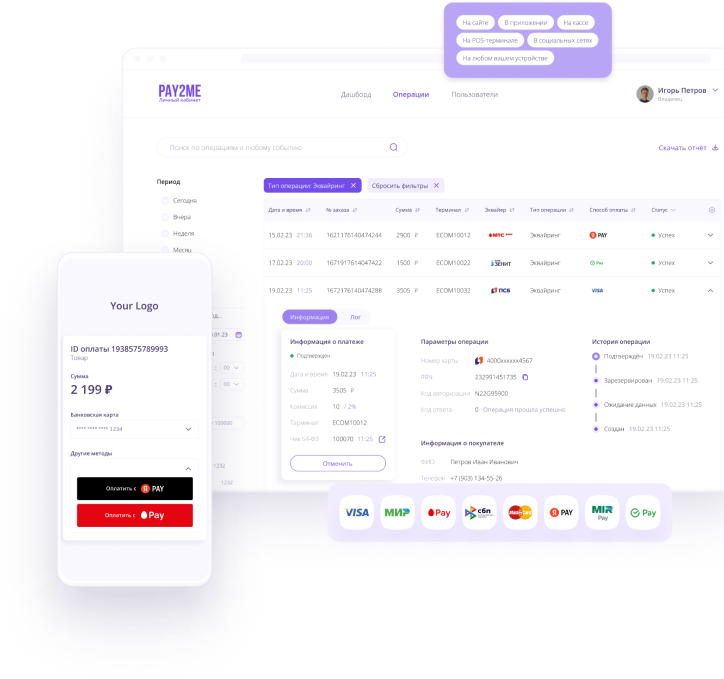 На сайте В приложении На кассе
На POS-терминале В социальных сетях
На любом вашем устройстве
PAY2ME
Личный кабинет
Дашборд Операции Пользователи
Игорь Петров
Владелец
Поиск по операциям и любому событию
Скачать отчёт
Период
Сегодня
Вчера
Неделя
Месяц
Тип операции: Эквайринг Сбросить фильтры
Дата и время № заказа Сумма Терминал Эквайер Тип операции Способ оплаты Статус
15.02.23 21:36 1621176140474244 2900 ₽ ECOM10012 МТС Эквайринг Я PAY Успех
17.02.23 20:00 1671917614047422 1500 ₽ ECOM10022 ЗЕНИТ Эквайринг Pay Успех
19.02.23 11:25 1672176140474288 3505 ₽ ECOM10032 ПСБ Эквайринг VISA Успех
Информация Лог
Информация о платеже
Подтвержден
Дата и время 19.02.23 11:25
Сумма 3505 ₽
Комиссия 10 / 2%
Терминал ECOM10012
Чек 54-ФЗ 100070 11:25
Отменить
Параметры операции
Номер карты 4000xxxxxx4567
RRN 232991451735
Код авторизации N22G95900
Код ответа 0 Операция прошла успешно
Информация о покупателе
ФИО Петров Иван Иванович
Телефон +7 (903) 134-55-26
История операции
Подтверждён 19.02.23 11:25
Зарезервирован 19.02.23 11:25
Ожидание данных 19.02.23 11:25
Создан 19.02.23 11:25
01.23
: 00
: 00
100000
1232
1232
Your Logo
ID оплаты 1938575789993
Товар
Сумма
2 199 ₽
Банковская карта
**** **** **** 1234
Другие методы
Оплатить с Я PAY
Оплатить с Pay
VISA МИР Pay сбп MasterCard Я PAY MIR Pay Pay